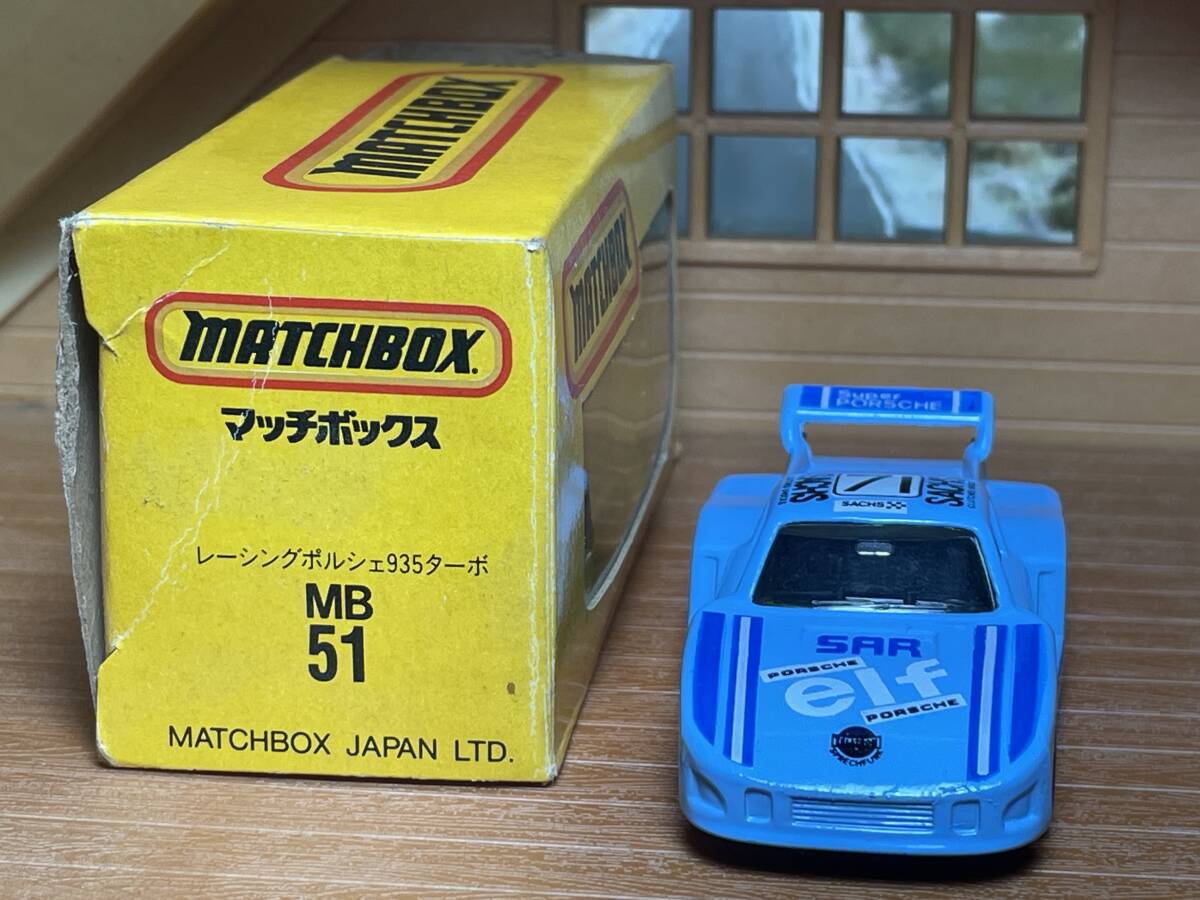 MATCHBOX
MATCHBOX.
マッチボックス
レーシングポルシェ935ターボ
MB
51
MATCHBOX JAPAN LTD.
MATCHBOX
Super
PORSCHE
71
SACHS
SACHS
SACHS
SAR
PORSCHE
elf
PORSCHE